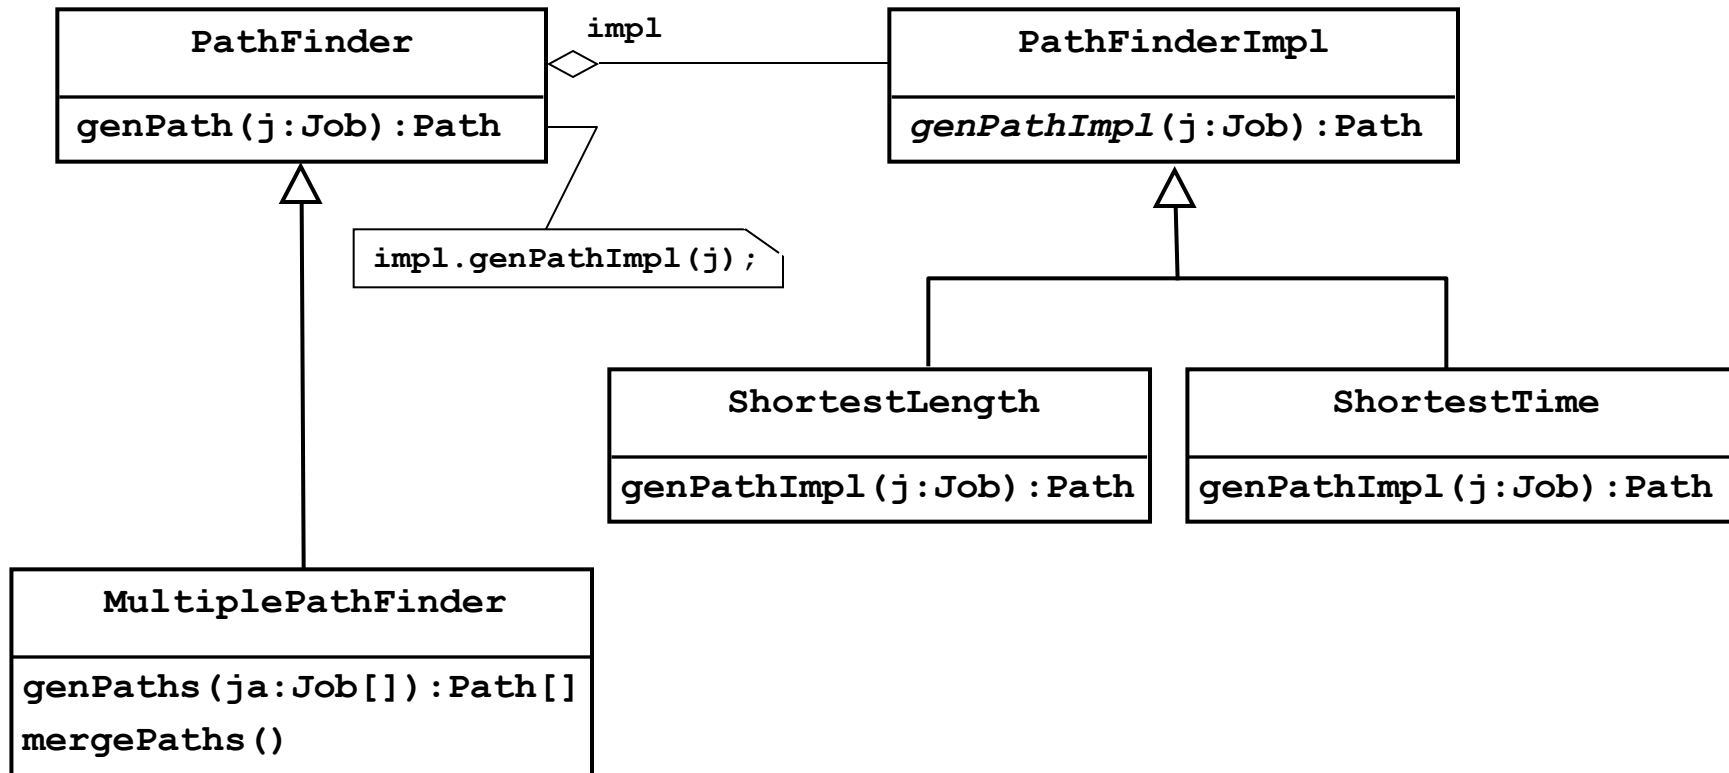 PathFinder
genPath(j:Job):Path
impl
PathFinderImpl
genPathImpl(j:Job):Path
impl.genPathImpl(j);
ShortestLength
genPathImpl(j:Job):Path
ShortestTime
genPathImpl(j:Job):Path
MultiplePathFinder
genPaths(ja:Job[]):Path[]
mergePaths()